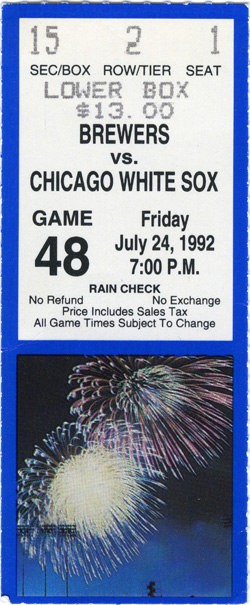 15 2 1
SEC/BOX ROW/TIER SEAT
LOWER BOX
$13.00
BREWERS
vs.
CHICAGO WHITE SOX
GAME
48
Friday
July 24, 1992
7:00 P.M.
RAIN CHECK
No Refund No Exchange
Price Includes Sales Tax
All Game Times Subject To Change